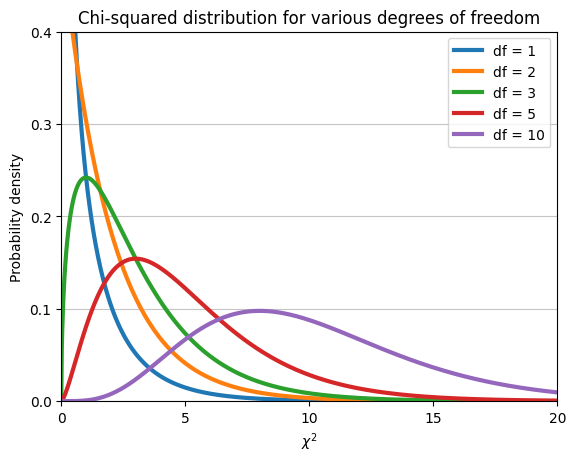 Chi-squared distribution for various degrees of freedom
0.4
0.3
0.2
0.1
0.0
Probability density
df = 1
df = 2
df = 3
df = 5
df = 10
0
5
10
15
20
χ²